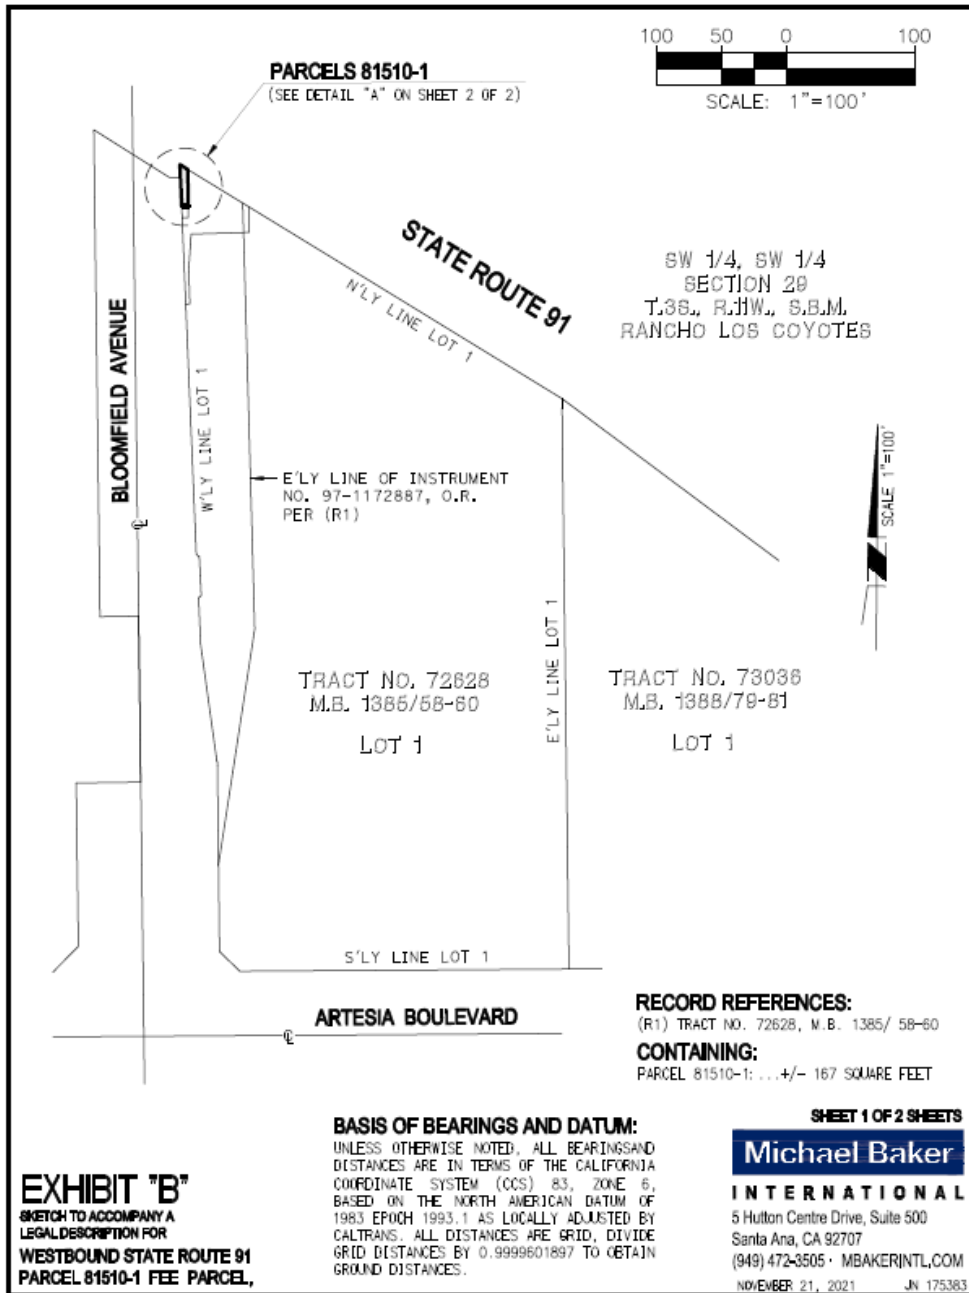 100 50 0 100
SCALE: 1"=100'
PARCELS 81510-1
(SEE DETAIL "A" ON SHEET 2 OF 2)
STATE ROUTE 91
N'LY LINE LOT 1
SW 1/4, SW 1/4
SECTION 29
T.3S., R.11W., S.B.M.
RANCHO LOS COYOTES
BLOOMFIELD AVENUE
W'LY LINE LOT 1
E'LY LINE OF INSTRUMENT
NO. 97-1172887, O.R.
PER (R1)
SCALE 1"=100'
E'LY LINE LOT 1
TRACT NO. 72628
M.B. 1385/58-60
LOT 1
TRACT NO. 73036
M.B. 1388/79-81
LOT 1
S'LY LINE LOT 1
ARTESIA BOULEVARD
RECORD REFERENCES:
(R1) TRACT NO. 72628, M.B. 1385/ 58-60
CONTAINING:
PARCEL 81510-1: ...+/- 167 SQUARE FEET
BASIS OF BEARINGS AND DATUM:
UNLESS OTHERWISE NOTED, ALL BEARINGSAND
DISTANCES ARE IN TERMS OF THE CALIFORNIA
COORDINATE SYSTEM (CCS) 83, ZONE 6,
BASED ON THE NORTH AMERICAN DATUM OF
1983 EPOCH 1993.1 AS LOCALLY ADJUSTED BY
CALTRANS. ALL DISTANCES ARE GRID, DIVIDE
GRID DISTANCES BY 0.9999601897 TO OBTAIN
GROUND DISTANCES.
EXHIBIT "B"
SKETCH TO ACCOMPANY A
LEGAL DESCRIPTION FOR
WESTBOUND STATE ROUTE 91
PARCEL 81510-1 FEE PARCEL,
SHEET 1 OF 2 SHEETS
Michael Baker
INTERNATIONAL
5 Hutton Centre Drive, Suite 500
Santa Ana, CA 92707
(949) 472-3505 · MBAKERINTL.COM
NOVEMBER 21, 2021 JN 175383